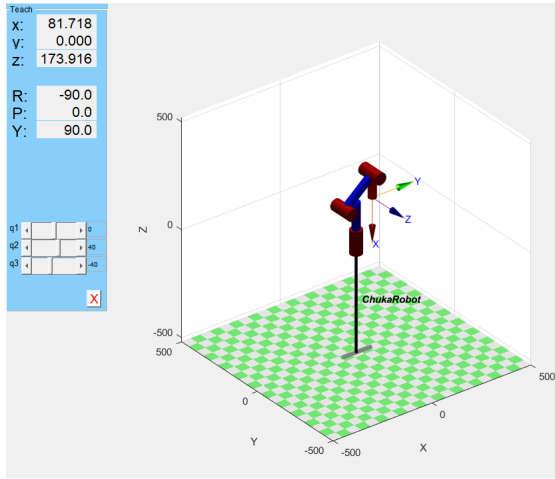 Teach
x: 81.718
y: 0.000
z: 173.916
R: -90.0
P: 0.0
Y: 90.0
q1 0
q2 40
q3 -40
X
500
0
-500
Z
500
0
-500
Y
-500
0
500
X
Y
Z
X
ChukaRobot